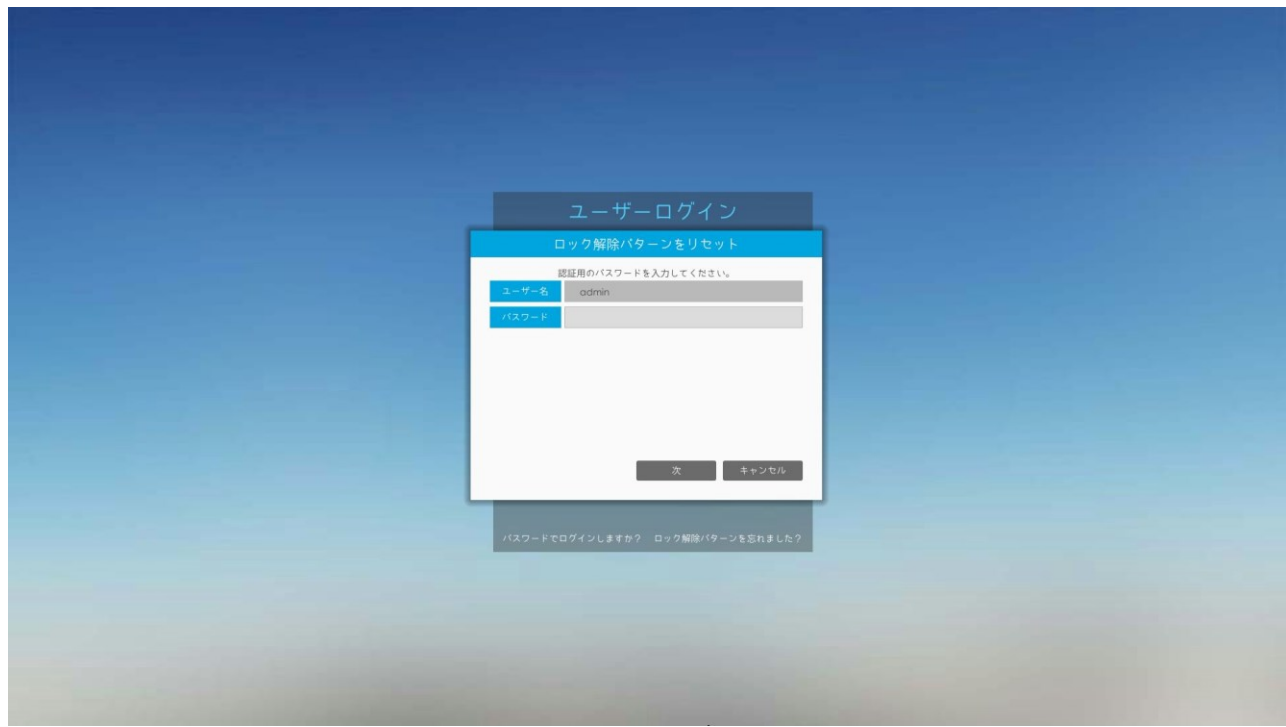 ユーザーログイン
ロック解除パターンをリセット
認証用のパスワードを入力してください。
ユーザー名 admin
パスワード
次 キャンセル
パスワードでログインしますか? ロック解除パターンを忘れました?